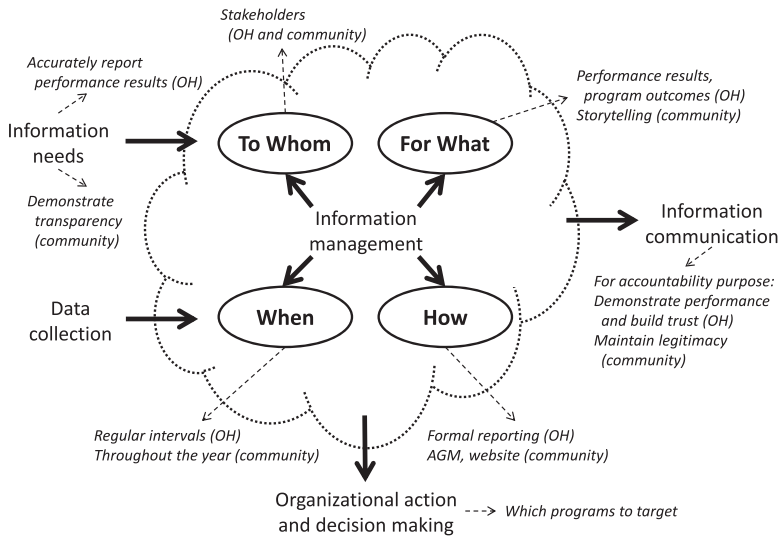 Stakeholders
(OH and community)
Accurately report
performance results (OH)
Performance results,
program outcomes (OH)
Storytelling (community)
Information
needs
To Whom
For What
Demonstrate
transparency
(community)
Information
management
Information
communication
For accountability purpose:
Demonstrate performance
and build trust (OH)
Maintain legitimacy
(community)
Data
collection
When
How
Regular intervals (OH)
Throughout the year (community)
Formal reporting (OH)
AGM, website (community)
Organizational action
and decision making
Which programs to target